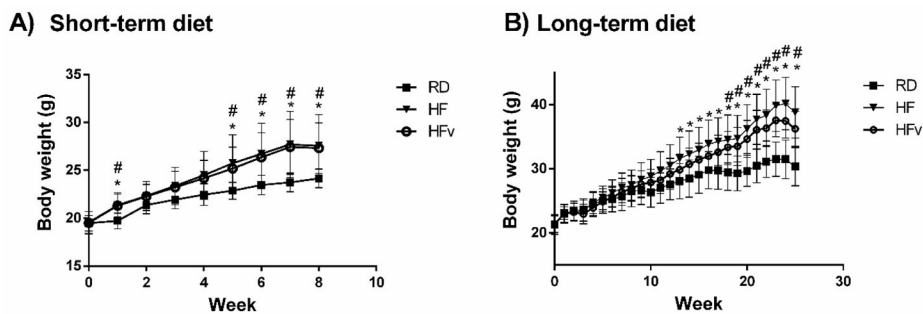 A) Short-term diet
Body weight (g)
35
30
25
20
15
#
*
#
*
#
*
#
*
#
*
0 2 4 6 8 10
Week
RD
HF
HFv
B) Long-term diet
Body weight (g)
40
30
20
* * * * * * * * * * * * *
# # # # # # # #
0 10 20 30
Week
RD
HF
HFv